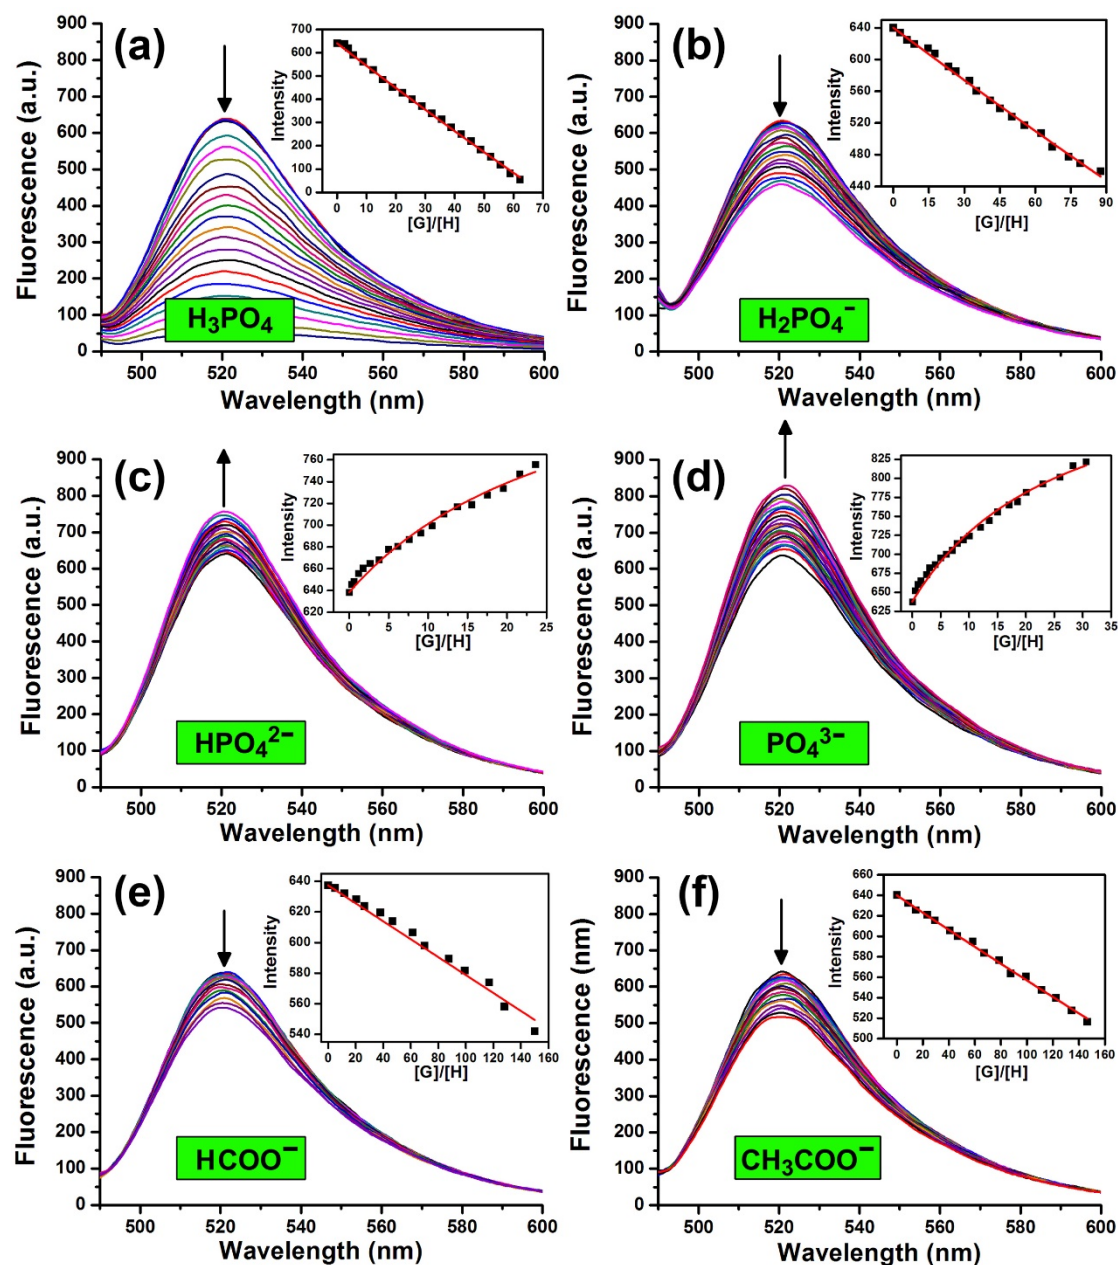 (a)
Fluorescence (a.u.)
900
800
700
600
500
400
300
200
100
0
500 520 540 560 580 600
Wavelength (nm)
H₃PO₄
Intensity
700
600
500
400
300
200
100
0
0 10 20 30 40 50 60 70
[G]/[H]
(b)
Fluorescence (a.u.)
900
800
700
600
500
400
300
200
100
0
500 520 540 560 580 600
Wavelength (nm)
H₂PO₄⁻
Intensity
640
600
560
520
480
440
0 15 30 45 60 75 90
[G]/[H]
(c)
Fluorescence (a.u.)
900
800
700
600
500
400
300
200
100
0
500 520 540 560 580 600
Wavelength (nm)
HPO₄²⁻
Intensity
760
740
720
700
680
660
640
620
0 5 10 15 20 25
[G]/[H]
(d)
Fluorescence (a.u.)
900
800
700
600
500
400
300
200
100
0
500 520 540 560 580 600
Wavelength (nm)
PO₄³⁻
Intensity
825
800
775
750
725
700
675
650
625
0 5 10 15 20 25 30 35
[G]/[H]
(e)
Fluorescence (a.u.)
900
800
700
600
500
400
300
200
100
0
500 520 540 560 580 600
Wavelength (nm)
HCOO⁻
Intensity
640
620
600
580
560
540
0 20 40 60 80 100 120 140 160
[G]/[H]
(f)
Fluorescence (nm)
900
800
700
600
500
400
300
200
100
0
500 520 540 560 580 600
Wavelength (nm)
CH₃COO⁻
Intensity
660
640
620
600
580
560
540
520
500
0 20 40 60 80 100 120 140 160
[G]/[H]